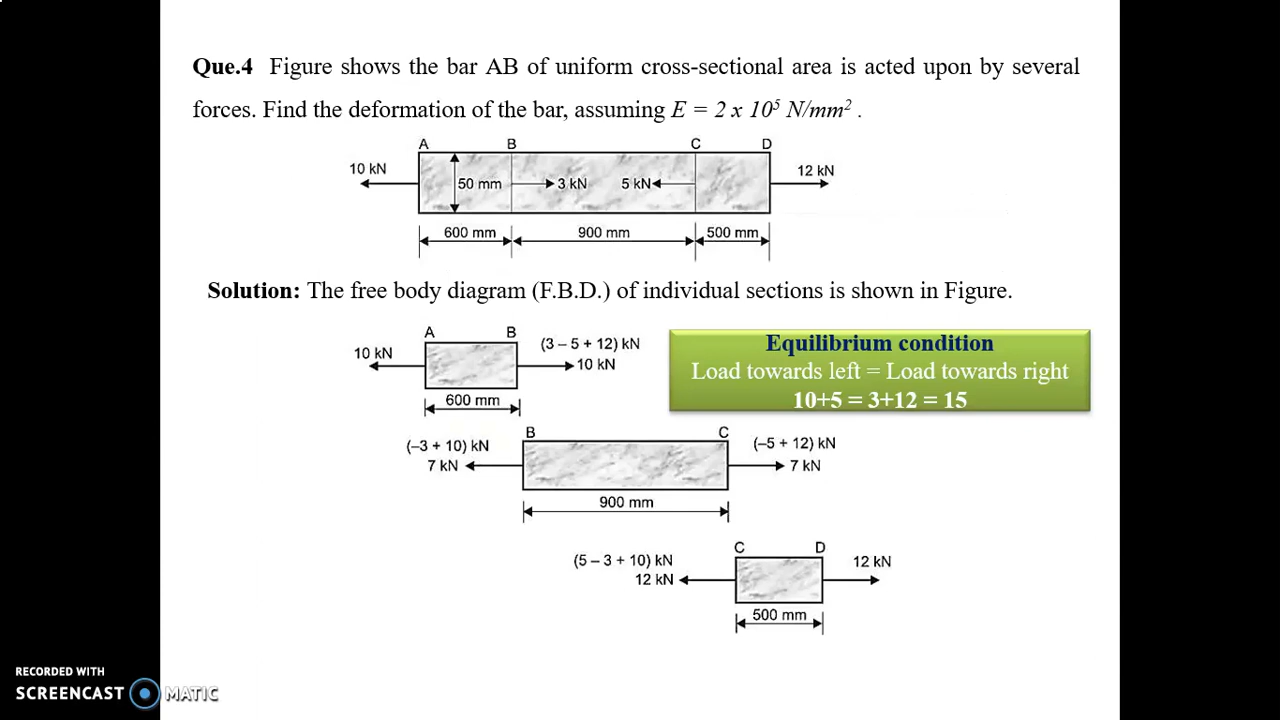 Que.4 Figure shows the bar AB of uniform cross-sectional area is acted upon by several
forces. Find the deformation of the bar, assuming E = 2 x 10⁵ N/mm² .
A B C D
10 kN 50 mm 3 kN 5 kN 12 kN
600 mm 900 mm 500 mm
Solution: The free body diagram (F.B.D.) of individual sections is shown in Figure.
A B
10 kN (3 – 5 + 12) kN
10 kN
600 mm
Equilibrium condition
Load towards left = Load towards right
10+5 = 3+12 = 15
B C
(–3 + 10) kN (–5 + 12) kN
7 kN 7 kN
900 mm
C D
(5 – 3 + 10) kN 12 kN
12 kN
500 mm
RECORDED WITH
SCREENCAST MATIC